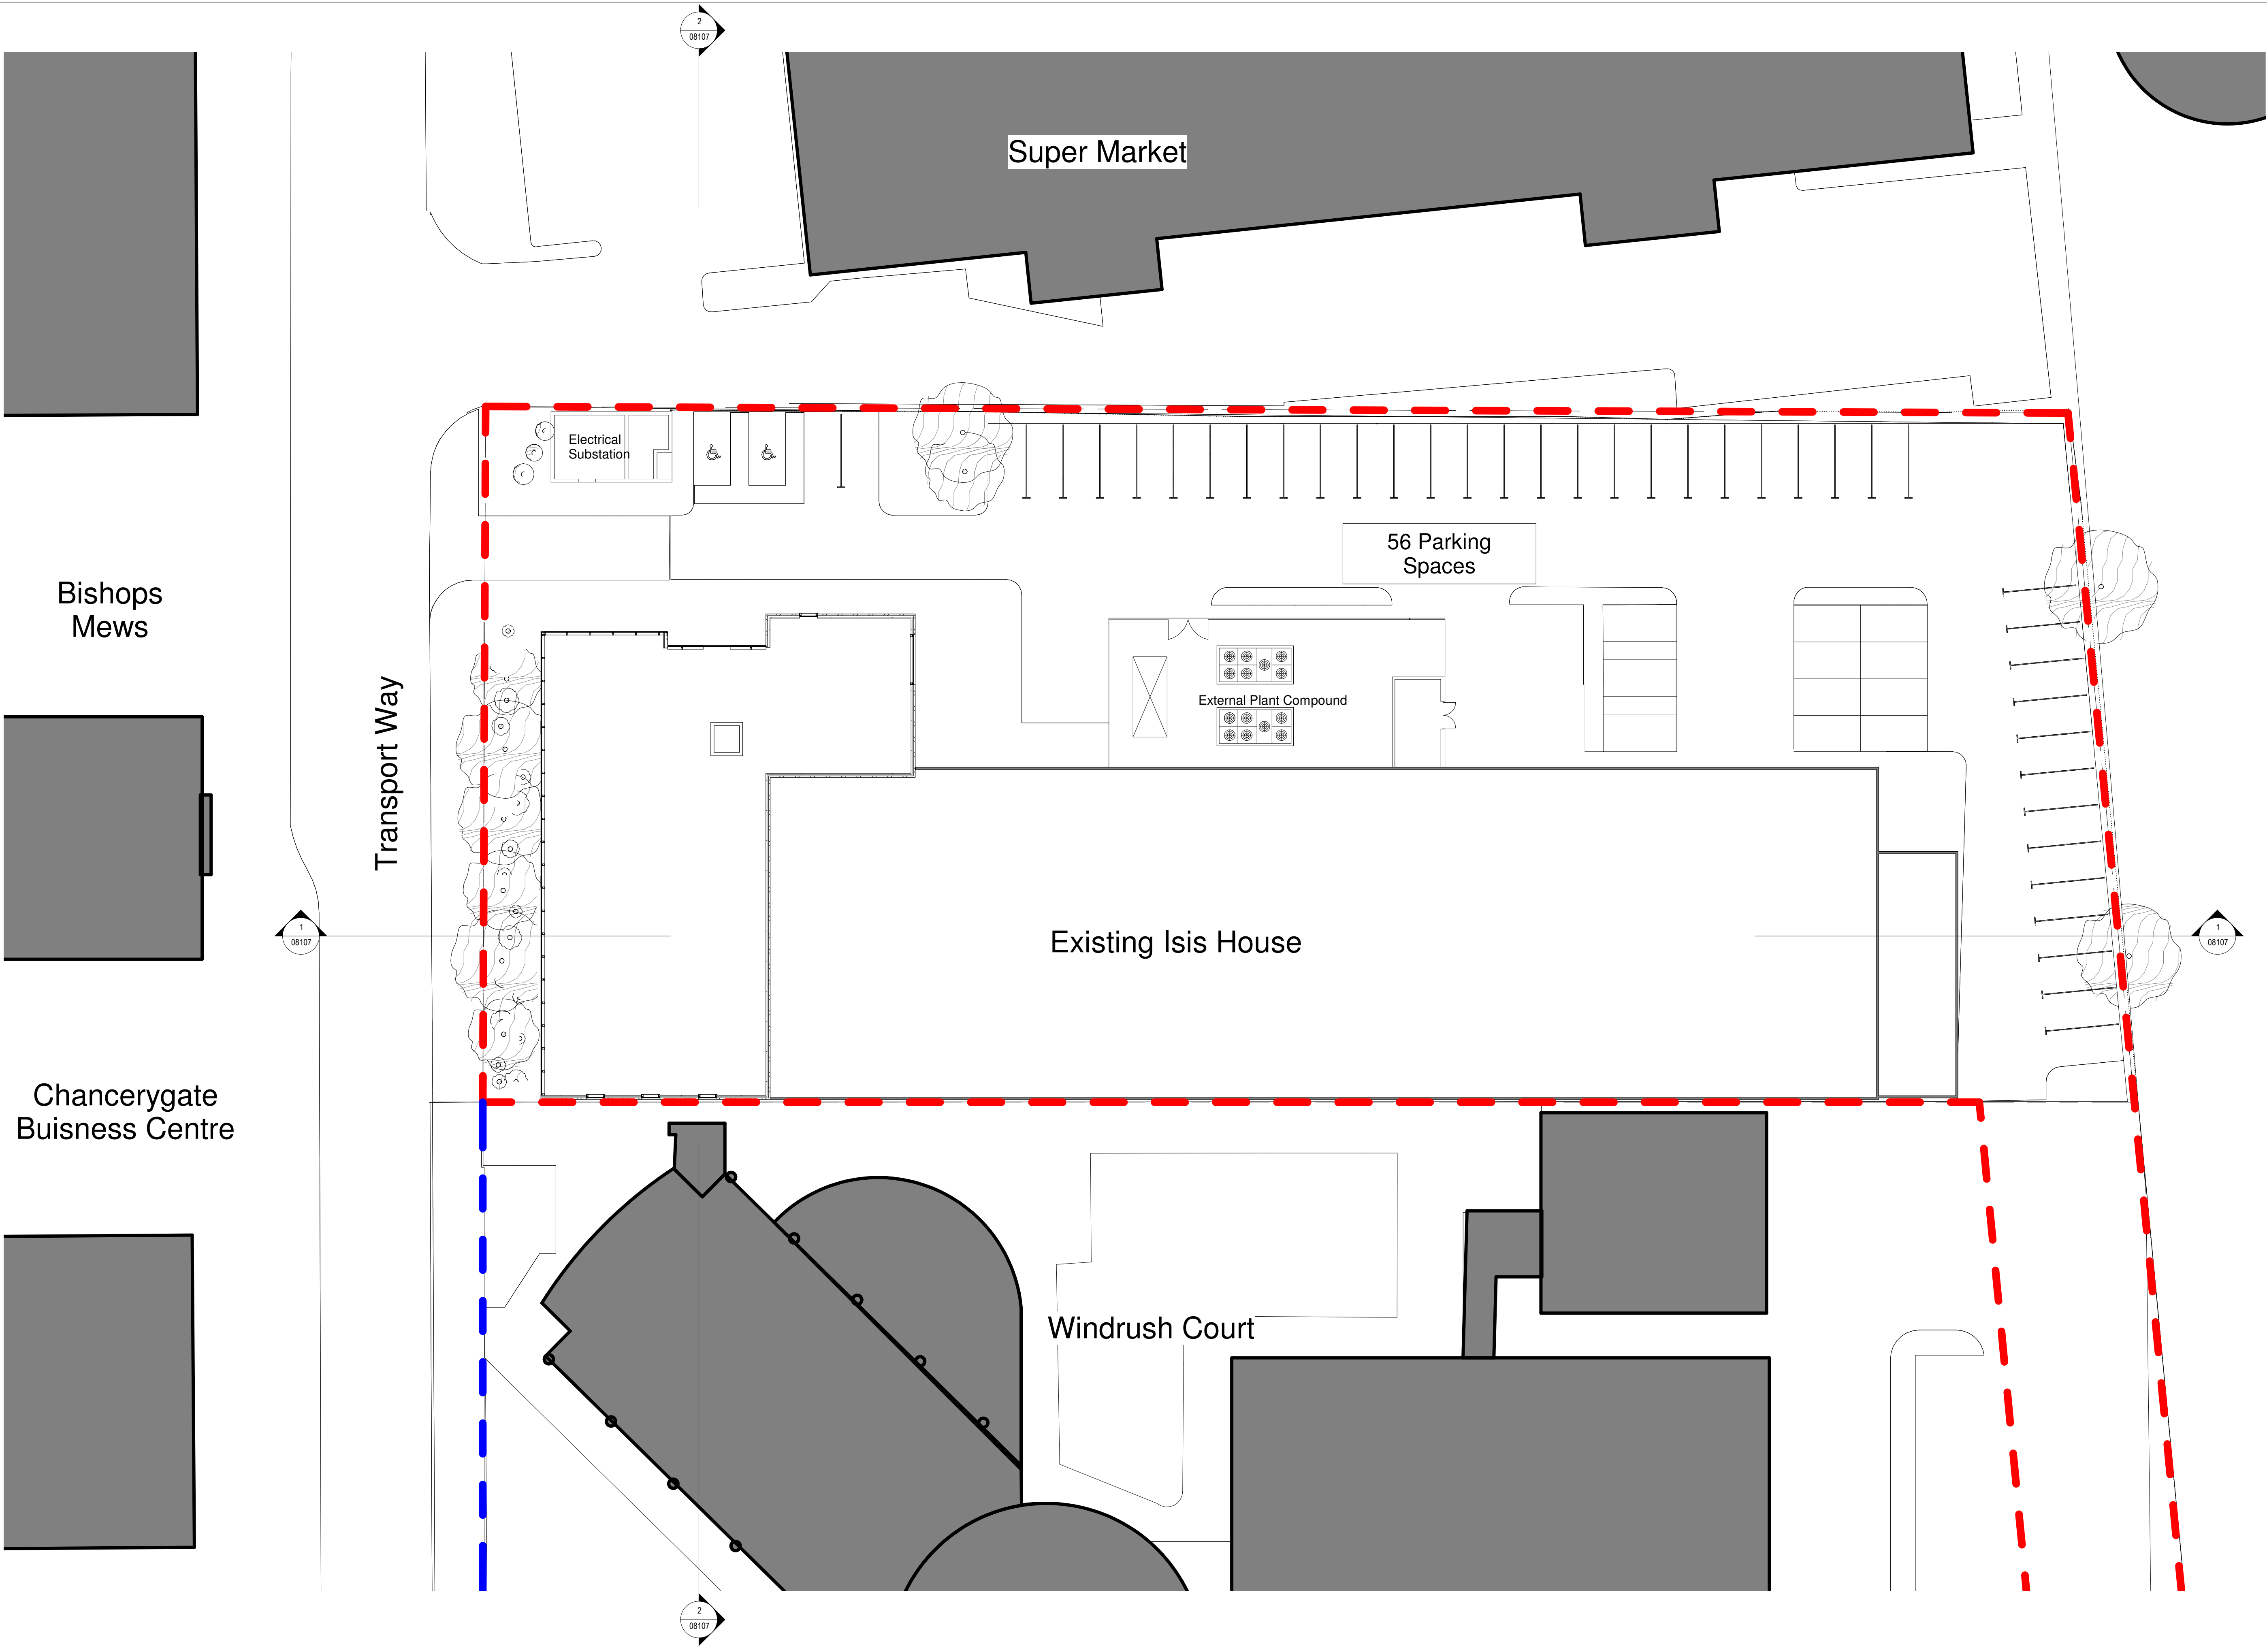 2
08107
Super Market
Electrical
Substation
56 Parking
Spaces
Bishops
Mews
External Plant Compound
Transport Way
1
08107
Existing Isis House
1
08107
Chancerygate
Buisness Centre
Windrush Court
2
08107